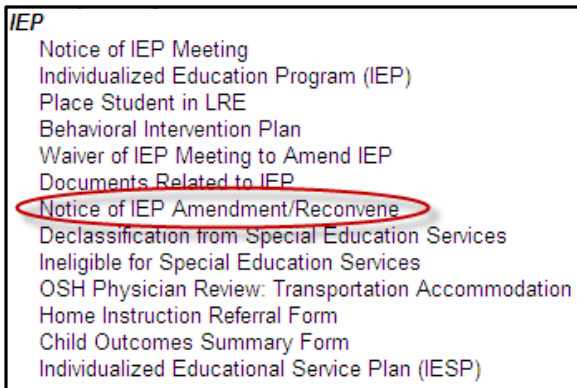 IEP
Notice of IEP Meeting
Individualized Education Program (IEP)
Place Student in LRE
Behavioral Intervention Plan
Waiver of IEP Meeting to Amend IEP
Documents Related to IEP
Notice of IEP Amendment/Reconvene
Declassification from Special Education Services
Ineligible for Special Education Services
OSH Physician Review: Transportation Accommodation
Home Instruction Referral Form
Child Outcomes Summary Form
Individualized Educational Service Plan (IESP)